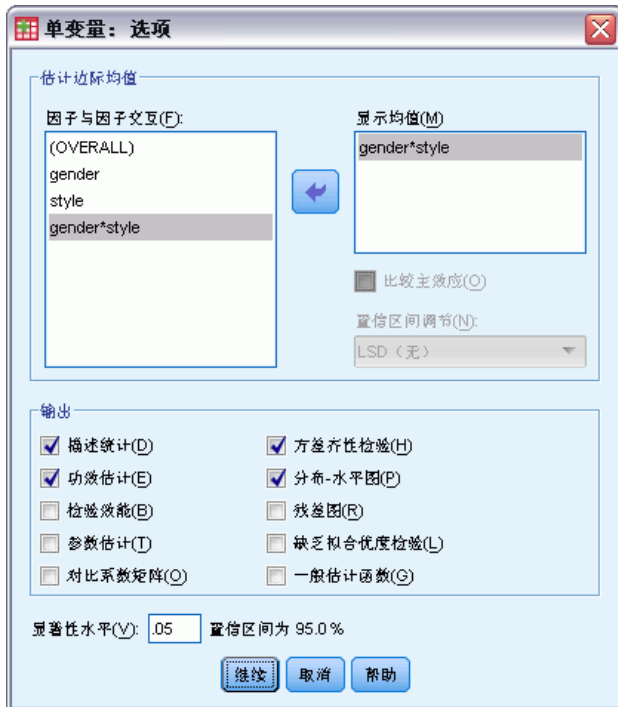 单变量：选项
估计边际均值
因子与因子交互(F):
(OVERALL)
gender
style
gender*style
显示均值(M)
gender*style
比较主效应(O)
置信区间调节(N):
LSD（无）
输出
描述统计(D)
方差齐性检验(H)
功效估计(E)
分布-水平图(P)
检验效能(B)
残差图(R)
参数估计(T)
缺乏拟合优度检验(L)
对比系数矩阵(O)
一般估计函数(G)
显著性水平(V): .05 置信区间为 95.0 %
继续 取消 帮助